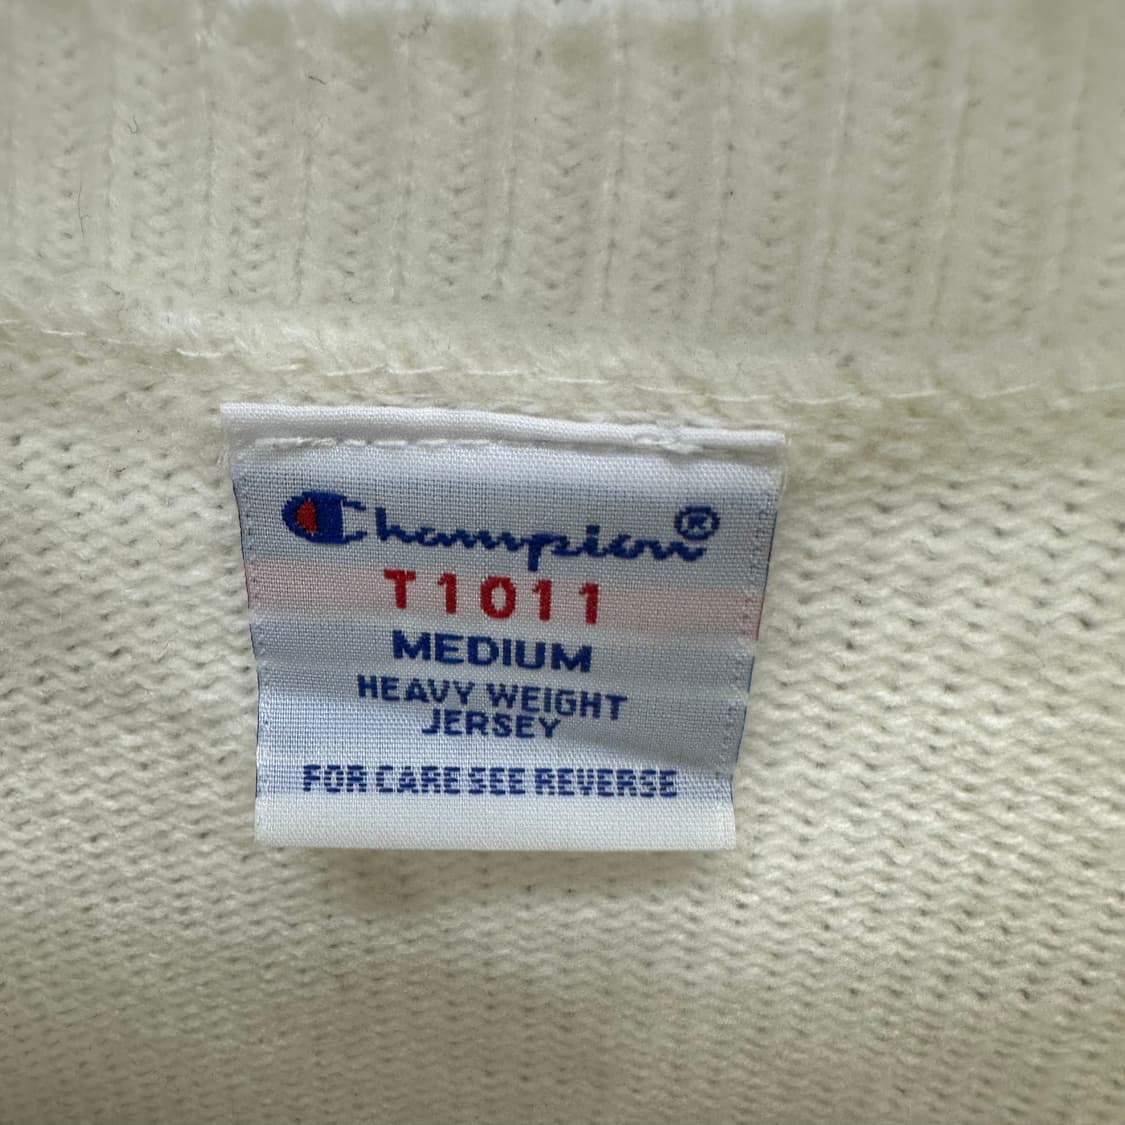 Champion®
T1011
MEDIUM
HEAVY WEIGHT
JERSEY
FOR CARE SEE REVERSE